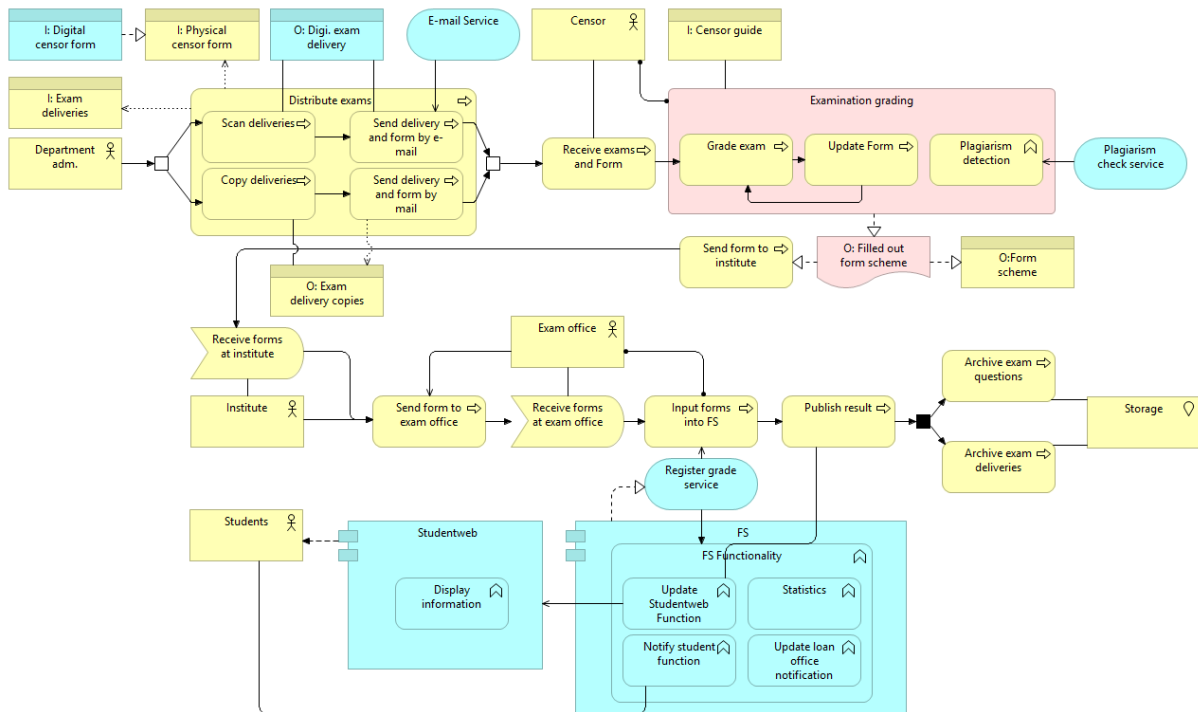 I: Digital
censor form
I: Physical
censor form
O: Digi. exam
delivery
E-mail Service
Censor
I: Censor guide
I: Exam
deliveries
Distribute exams
Examination grading
Department
adm.
Scan deliveries
Send delivery
and form by e-
mail
Copy deliveries
Send delivery
and form by
mail
Receive exams
and Form
Grade exam
Update Form
Plagiarism
detection
Plagiarism
check service
Send form to
institute
O: Filled out
form scheme
O:Form
scheme
O: Exam
delivery copies
Receive forms
at institute
Exam office
Institute
Send form to
exam office
Receive forms
at exam office
Input forms
into FS
Publish result
Archive exam
questions
Storage
Archive exam
deliveries
Register grade
service
Students
Studentweb
FS
FS Functionality
Display
information
Update
Studentweb
Function
Statistics
Notify student
function
Update loan
office
notification